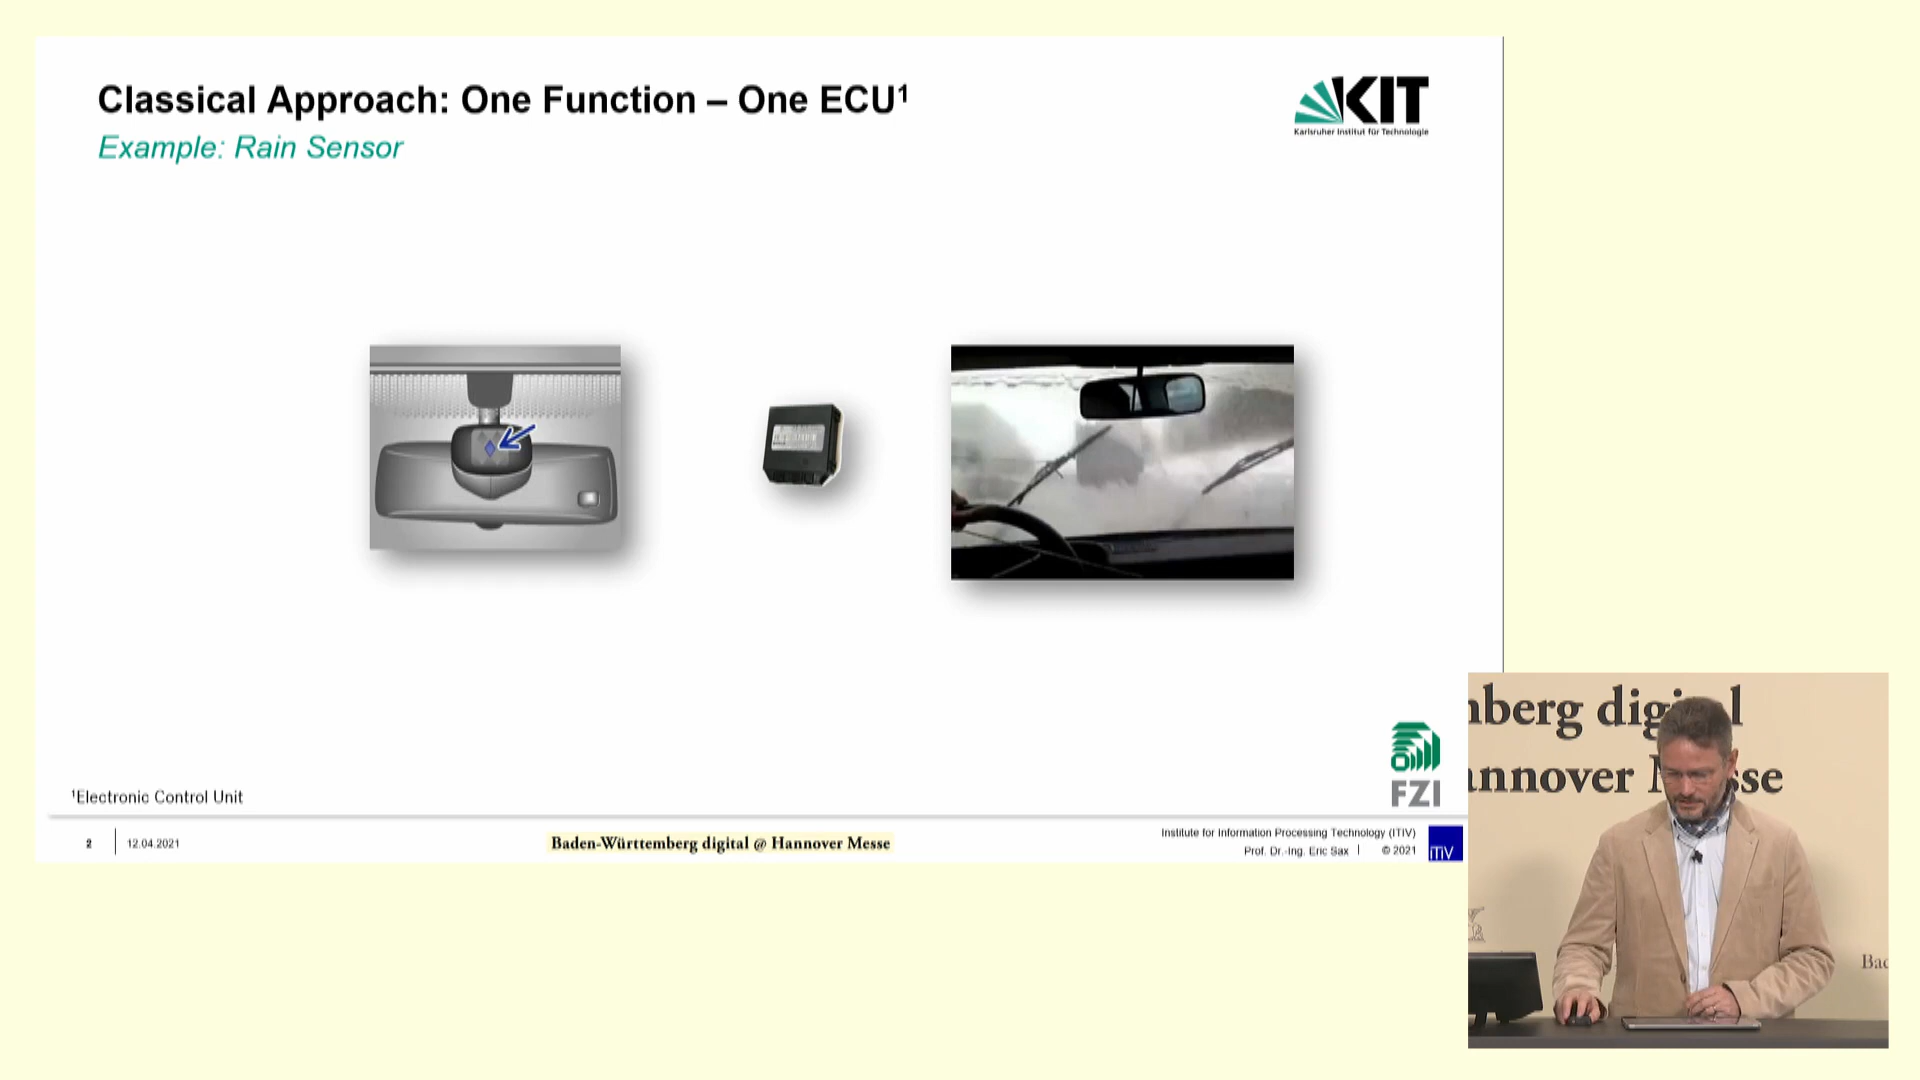 Classical Approach: One Function – One ECU¹
Example: Rain Sensor
KIT
Karlsruher Institut für Technologie
FZI
¹Electronic Control Unit
2
12.04.2021
Baden-Württemberg digital @ Hannover Messe
Institute for Information Processing Technology (ITIV)
Prof. Dr.-Ing. Eric Sax | © 2021
ITIV
nberg digital
annover Messe
Bad